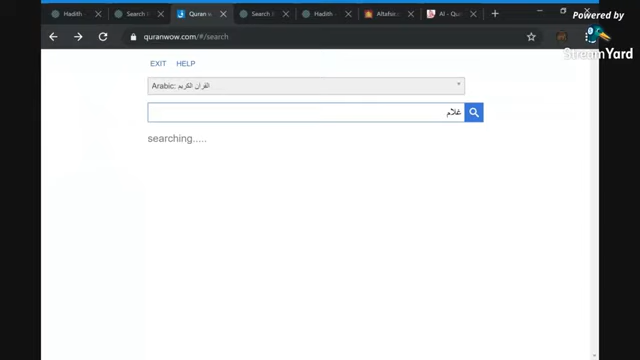 Hadith
Search
Quran w
Search H
Hadith
Altafsir
Al - Qur
Powered by
quranwow.com/#/search
StreamYard
EXIT HELP
Arabic: القرآن الكريم
غلام
searching.....